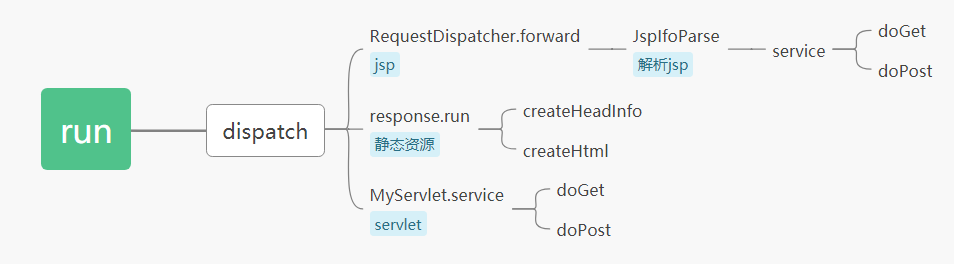 run
dispatch
RequestDispatcher.forward
jsp
JspIfoParse
解析jsp
service
doGet
doPost
response.run
静态资源
createHeadInfo
createHtml
MyServlet.service
servlet
doGet
doPost